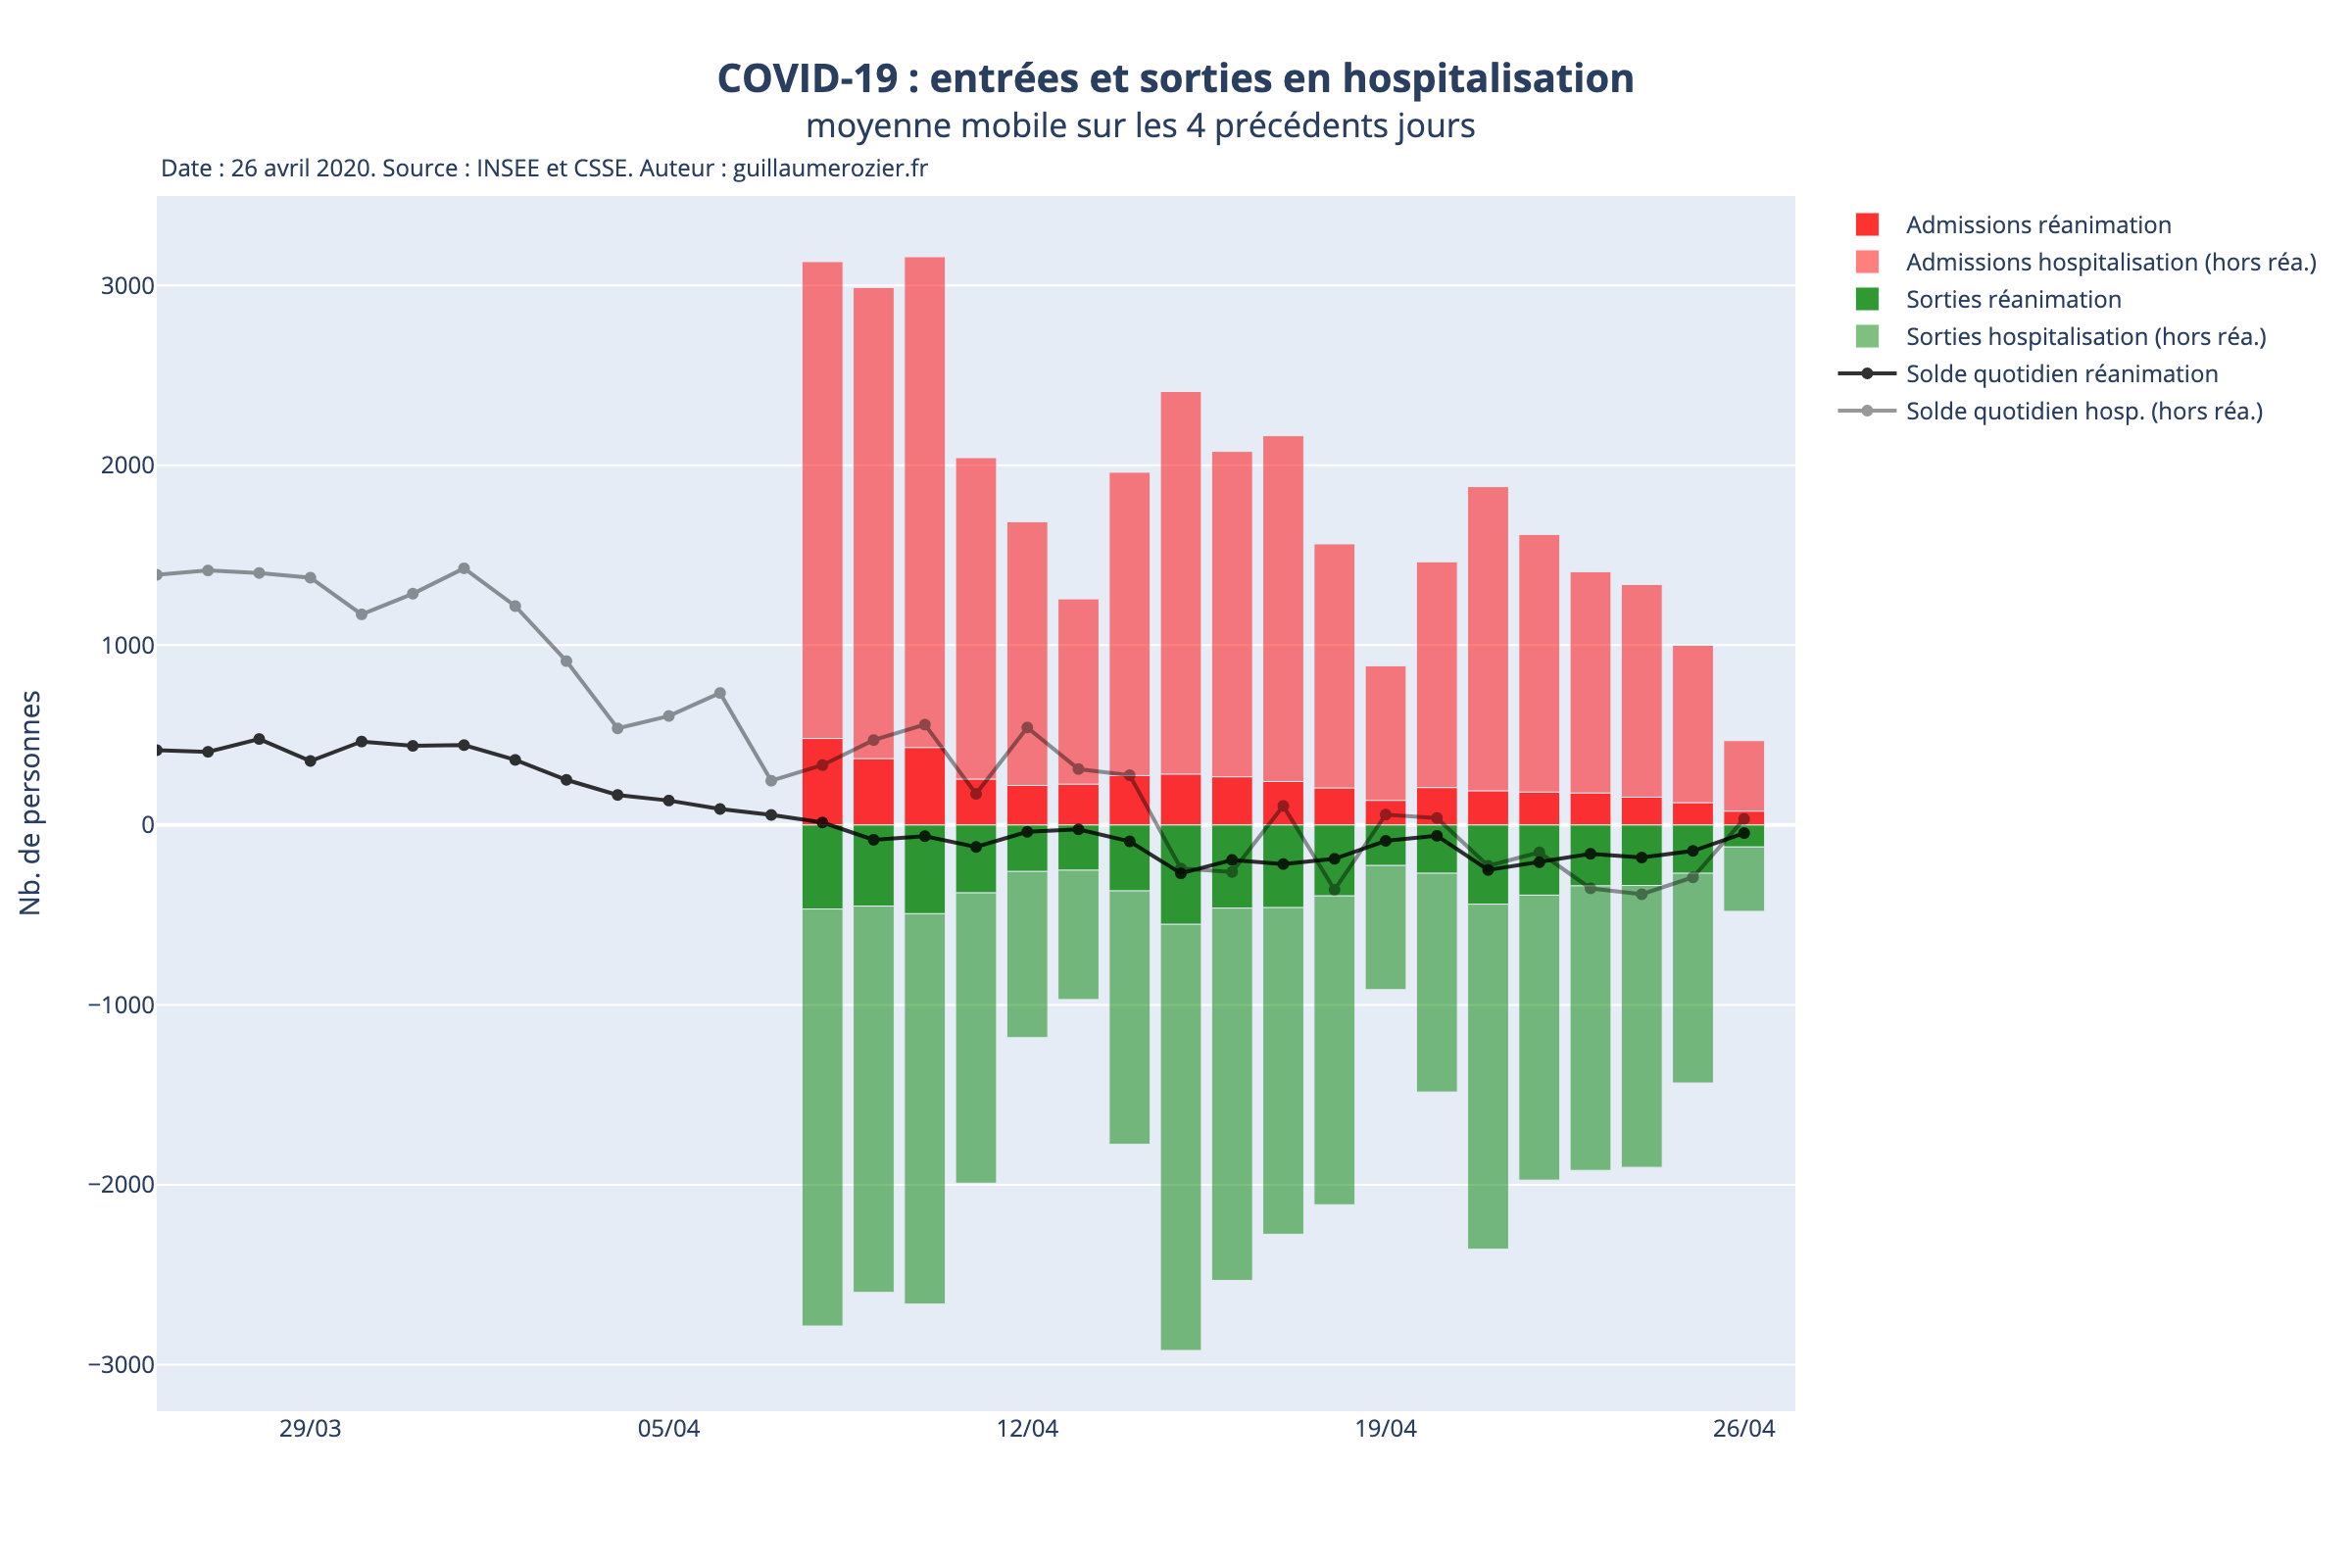 COVID-19 : entrées et sorties en hospitalisation
moyenne mobile sur les 4 précédents jours
Date : 26 avril 2020. Source : INSEE et CSSE. Auteur : guillaumerozier.fr
Admissions réanimation
Admissions hospitalisation (hors réa.)
Sorties réanimation
Sorties hospitalisation (hors réa.)
Solde quotidien réanimation
Solde quotidien hosp. (hors réa.)
Nb. de personnes
3000
2000
1000
0
−1000
−2000
−3000
29/03
05/04
12/04
19/04
26/04